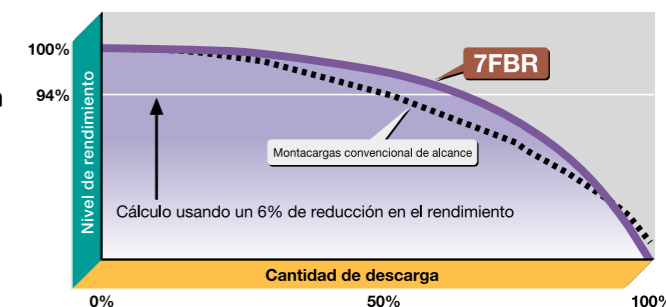 100%
7FBR
94%
Nivel de rendimiento
Montacargas convencional de alcance
Cálculo usando un 6% de reducción en el rendimiento
Cantidad de descarga
0%
50%
100%